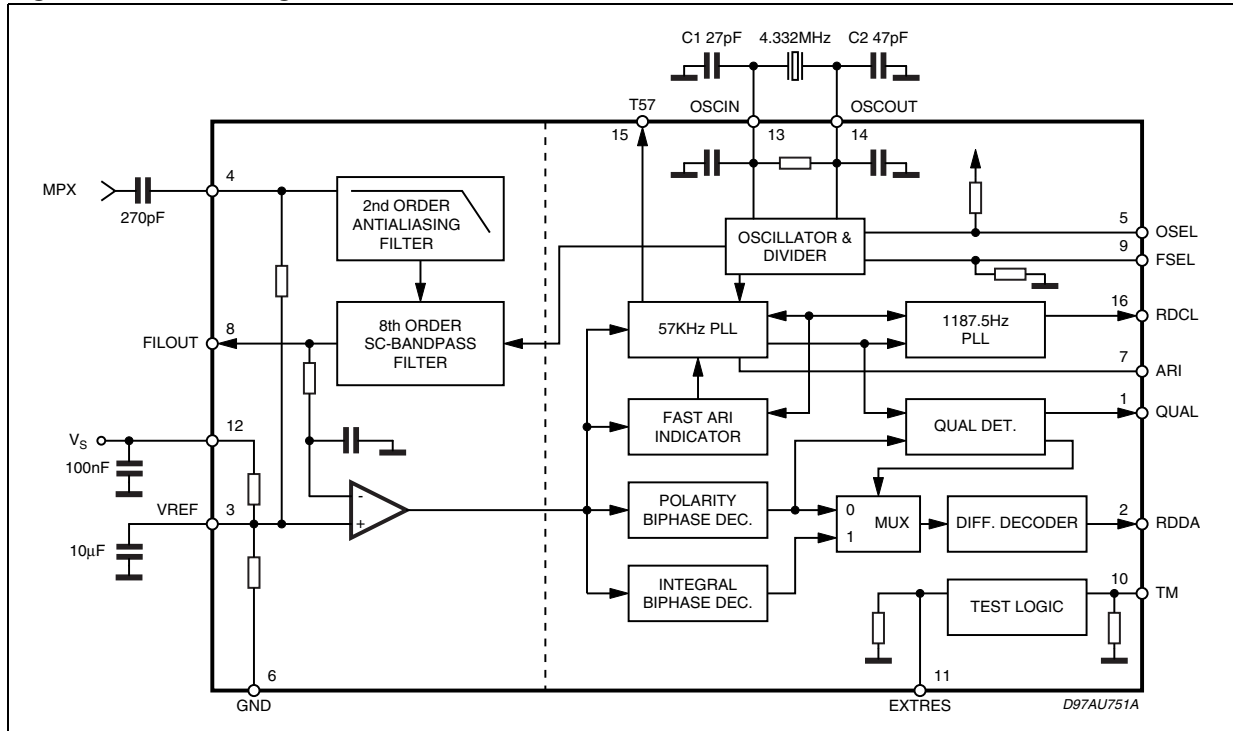 C1 27pF
4.332MHz
C2 47pF
T57
OSCIN
OSCOUT
15
13
14
MPX
270pF
4
2nd ORDER
ANTIALIASING
FILTER
OSCILLATOR &
DIVIDER
5
OSEL
9
FSEL
FILOUT
8
8th ORDER
SC-BANDPASS
FILTER
57KHz PLL
1187.5Hz
PLL
16
RDCL
7
ARI
FAST ARI
INDICATOR
QUAL DET.
1
QUAL
VS
12
100nF
VREF
3
10μF
-
+
POLARITY
BIPHASE DEC.
0
MUX
1
DIFF. DECODER
2
RDDA
INTEGRAL
BIPHASE DEC.
TEST LOGIC
10
TM
6
GND
11
EXTRES
D97AU751A